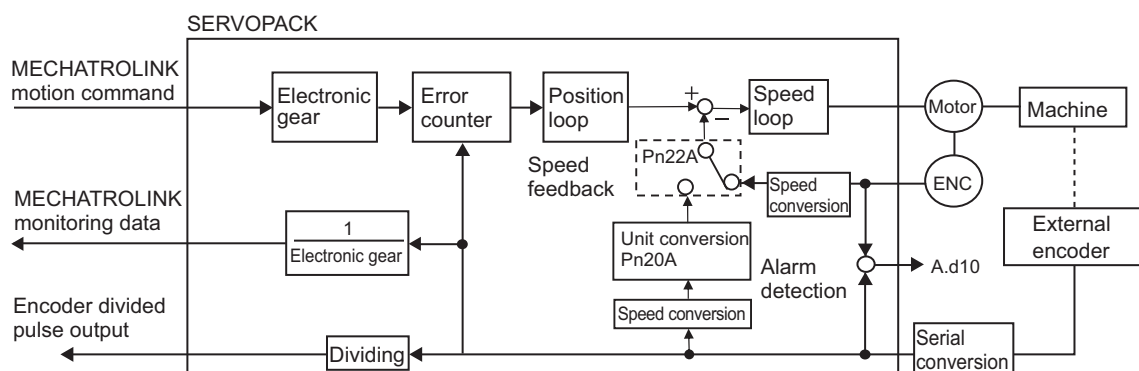 SERVOPACK
MECHATROLINK
motion command
Electronic
gear
Error
counter
Position
loop
+
−
Speed
loop
Motor
Machine
Speed
feedback
Pn22A
Speed
conversion
ENC
MECHATROLINK
monitoring data
1
Electronic gear
Unit conversion
Pn20A
Alarm
detection
A.d10
External
encoder
Speed conversion
Encoder divided
pulse output
Dividing
Serial
conversion